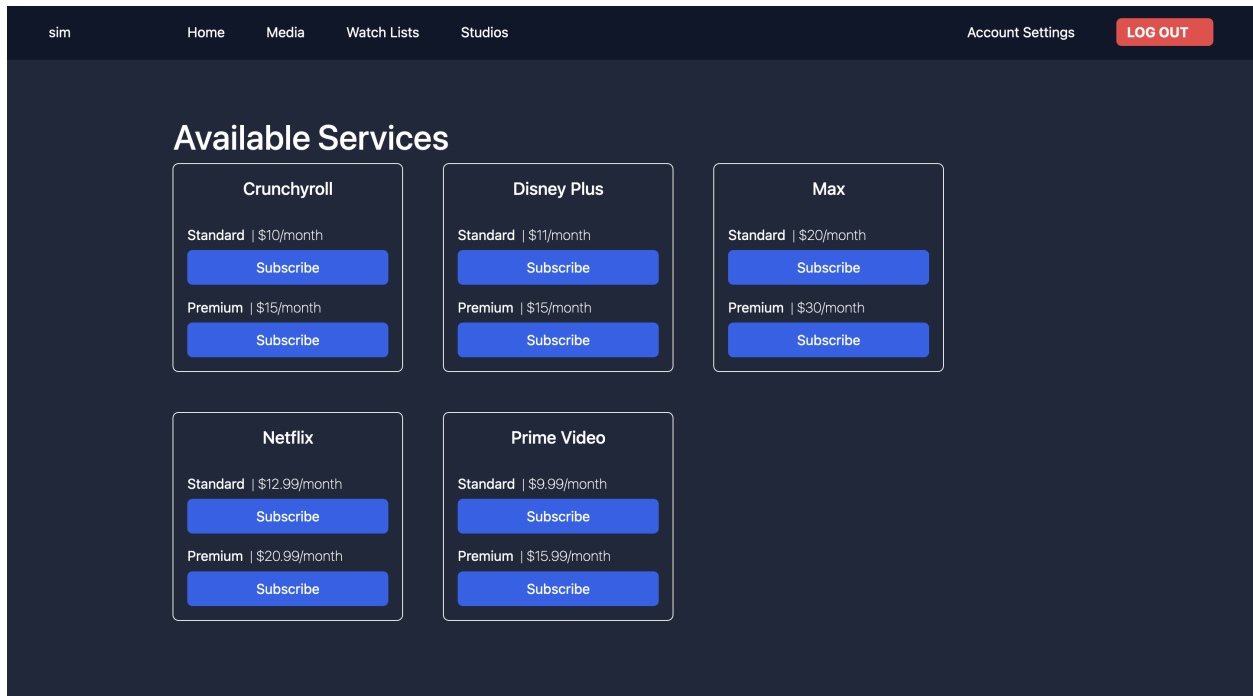 sim Home Media Watch Lists Studios Account Settings LOG OUT
Available Services
Crunchyroll
Standard | $10/month
Subscribe
Premium | $15/month
Subscribe
Disney Plus
Standard | $11/month
Subscribe
Premium | $15/month
Subscribe
Max
Standard | $20/month
Subscribe
Premium | $30/month
Subscribe
Netflix
Standard | $12.99/month
Subscribe
Premium | $20.99/month
Subscribe
Prime Video
Standard | $9.99/month
Subscribe
Premium | $15.99/month
Subscribe